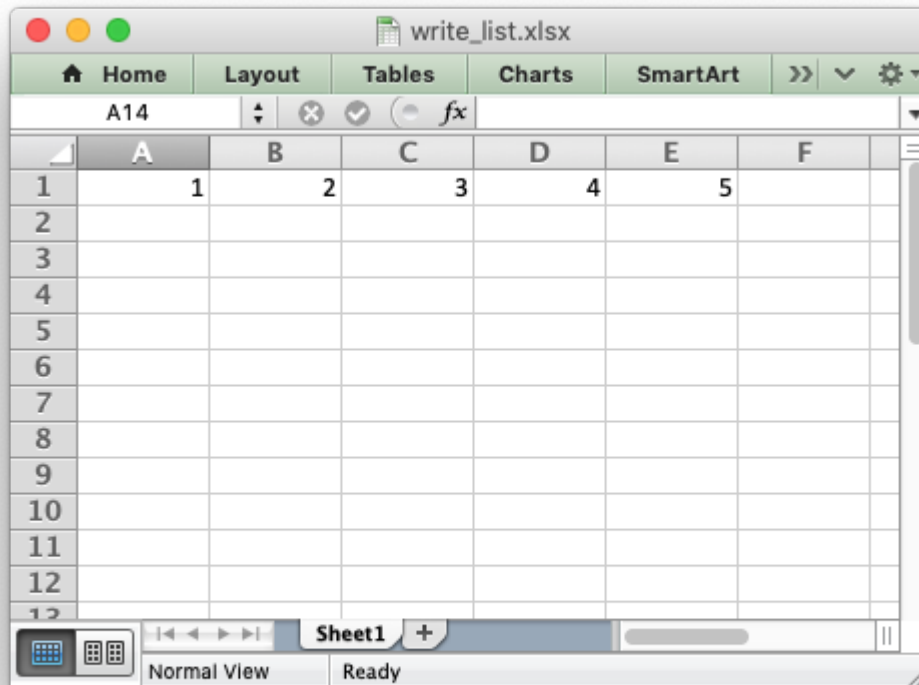 write_list.xlsx
Home Layout Tables Charts SmartArt
A14 fx
A B C D E F
1 1 2 3 4 5
2
3
4
5
6
7
8
9
10
11
12
13
Sheet1 +
Normal View Ready